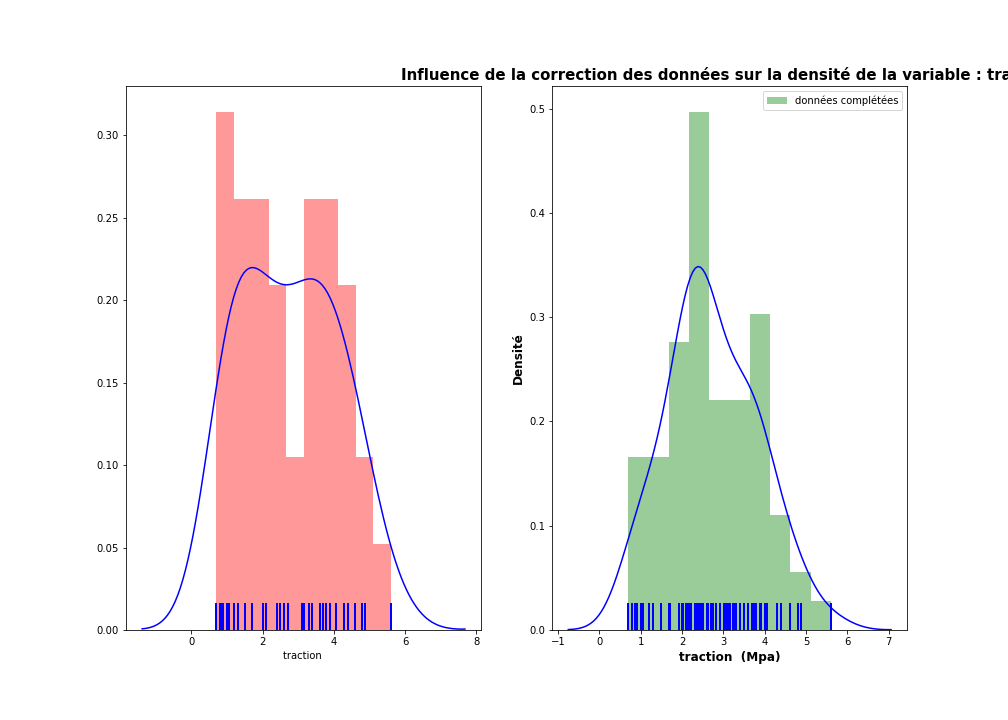 Influence de la correction des données sur la densité de la variable : tra
0.30
0.25
0.20
0.15
0.10
0.05
0.00
0 2 4 6 8
traction
données complétées
0.5
0.4
0.3
0.2
0.1
0.0
Densité
−1 0 1 2 3 4 5 6 7
traction (Mpa)